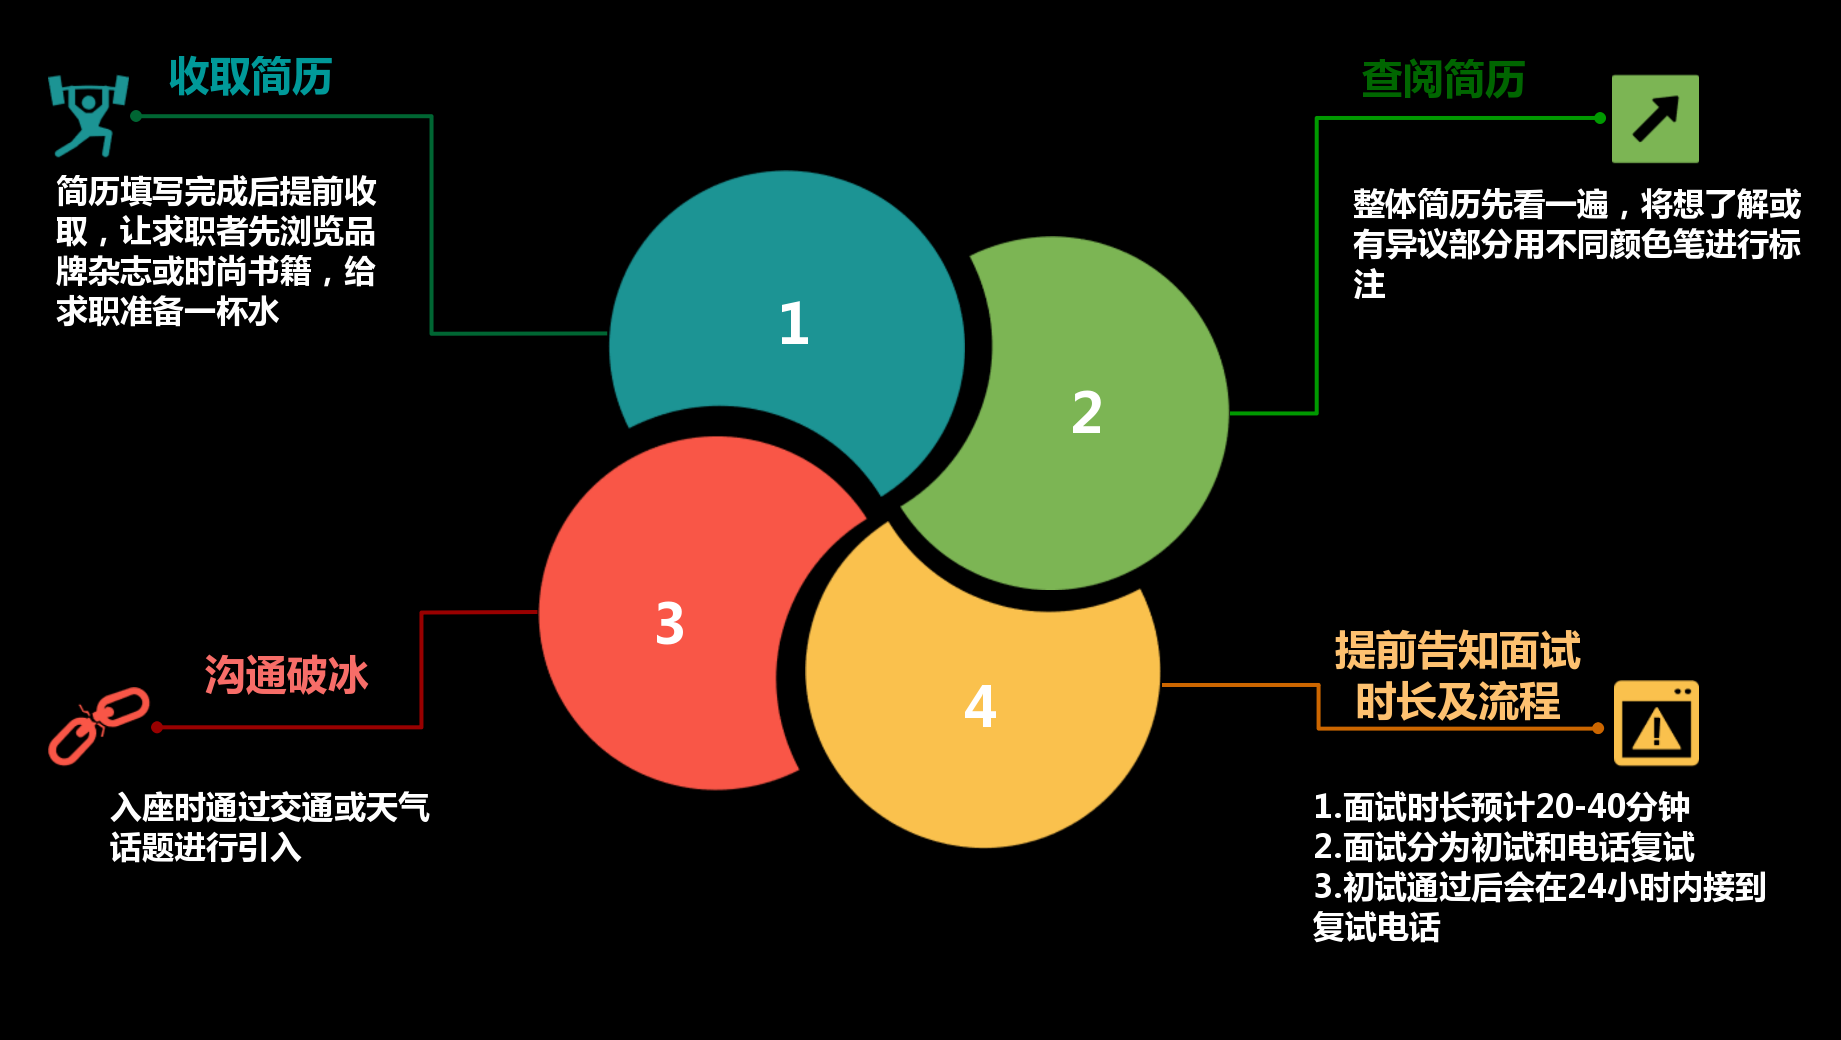 收取简历
简历填写完成后提前收
取，让求职者先浏览品
牌杂志或时尚书籍，给
求职准备一杯水
1
查阅简历
整体简历先看一遍，将想了解或
有异议部分用不同颜色笔进行标
注
2
沟通破冰
入座时通过交通或天气
话题进行引入
3
提前告知面试
时长及流程
1.面试时长预计20-40分钟
2.面试分为初试和电话复试
3.初试通过后会在24小时内接到
复试电话
4